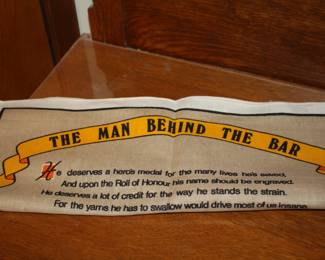 THE MAN BEHIND THE BAR
He deserves a hero's medal for the many lives he's saved,
And upon the Roll of Honour his name should be engraved.
He deserves a lot of credit for the way he stands the strain.
For the yarns he has to swallow would drive most of us insane.